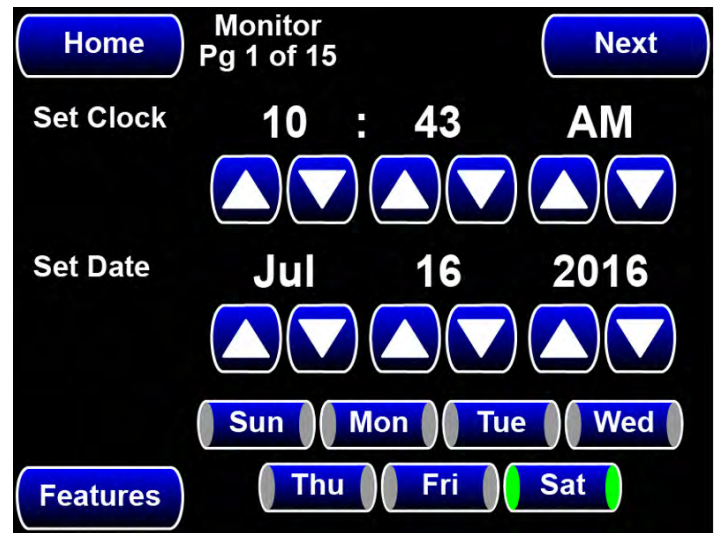 Home Monitor Next
Pg 1 of 15
Set Clock 10 : 43 AM
Set Date Jul 16 2016
Sun Mon Tue Wed
Thu Fri Sat
Features